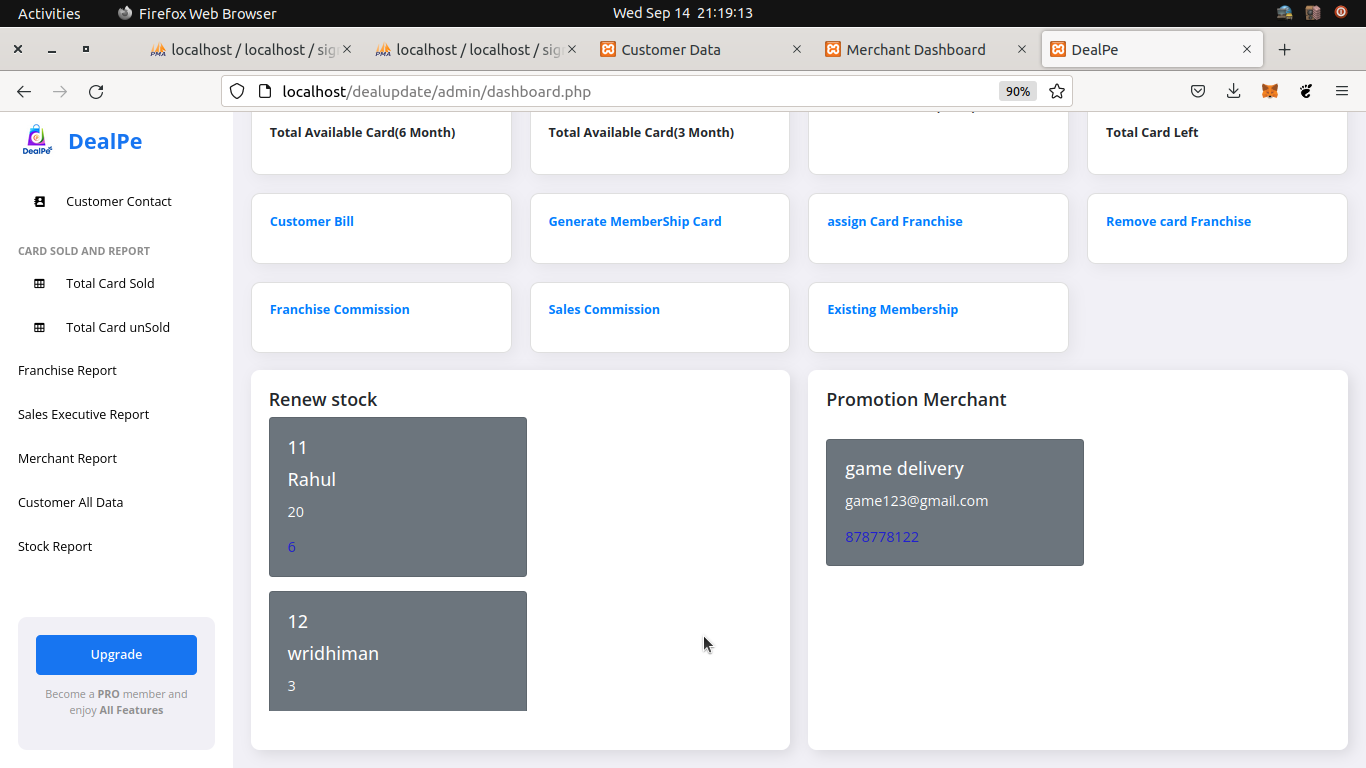 Activities
Firefox Web Browser
Wed Sep 14 21:19:13
localhost / localhost / sig
localhost / localhost / sig
Customer Data
Merchant Dashboard
DealPe
localhost/dealupdate/admin/dashboard.php
90%
DealPe
DealPe
Customer Contact
CARD SOLD AND REPORT
Total Card Sold
Total Card unSold
Franchise Report
Sales Executive Report
Merchant Report
Customer All Data
Stock Report
Upgrade
Become a PRO member and
enjoy All Features
Total Available Card(6 Month)
Total Available Card(3 Month)
Total Card Left
Customer Bill
Generate MemberShip Card
assign Card Franchise
Remove card Franchise
Franchise Commission
Sales Commission
Existing Membership
Renew stock
11
Rahul
20
6
12
wridhiman
3
Promotion Merchant
game delivery
game123@gmail.com
878778122